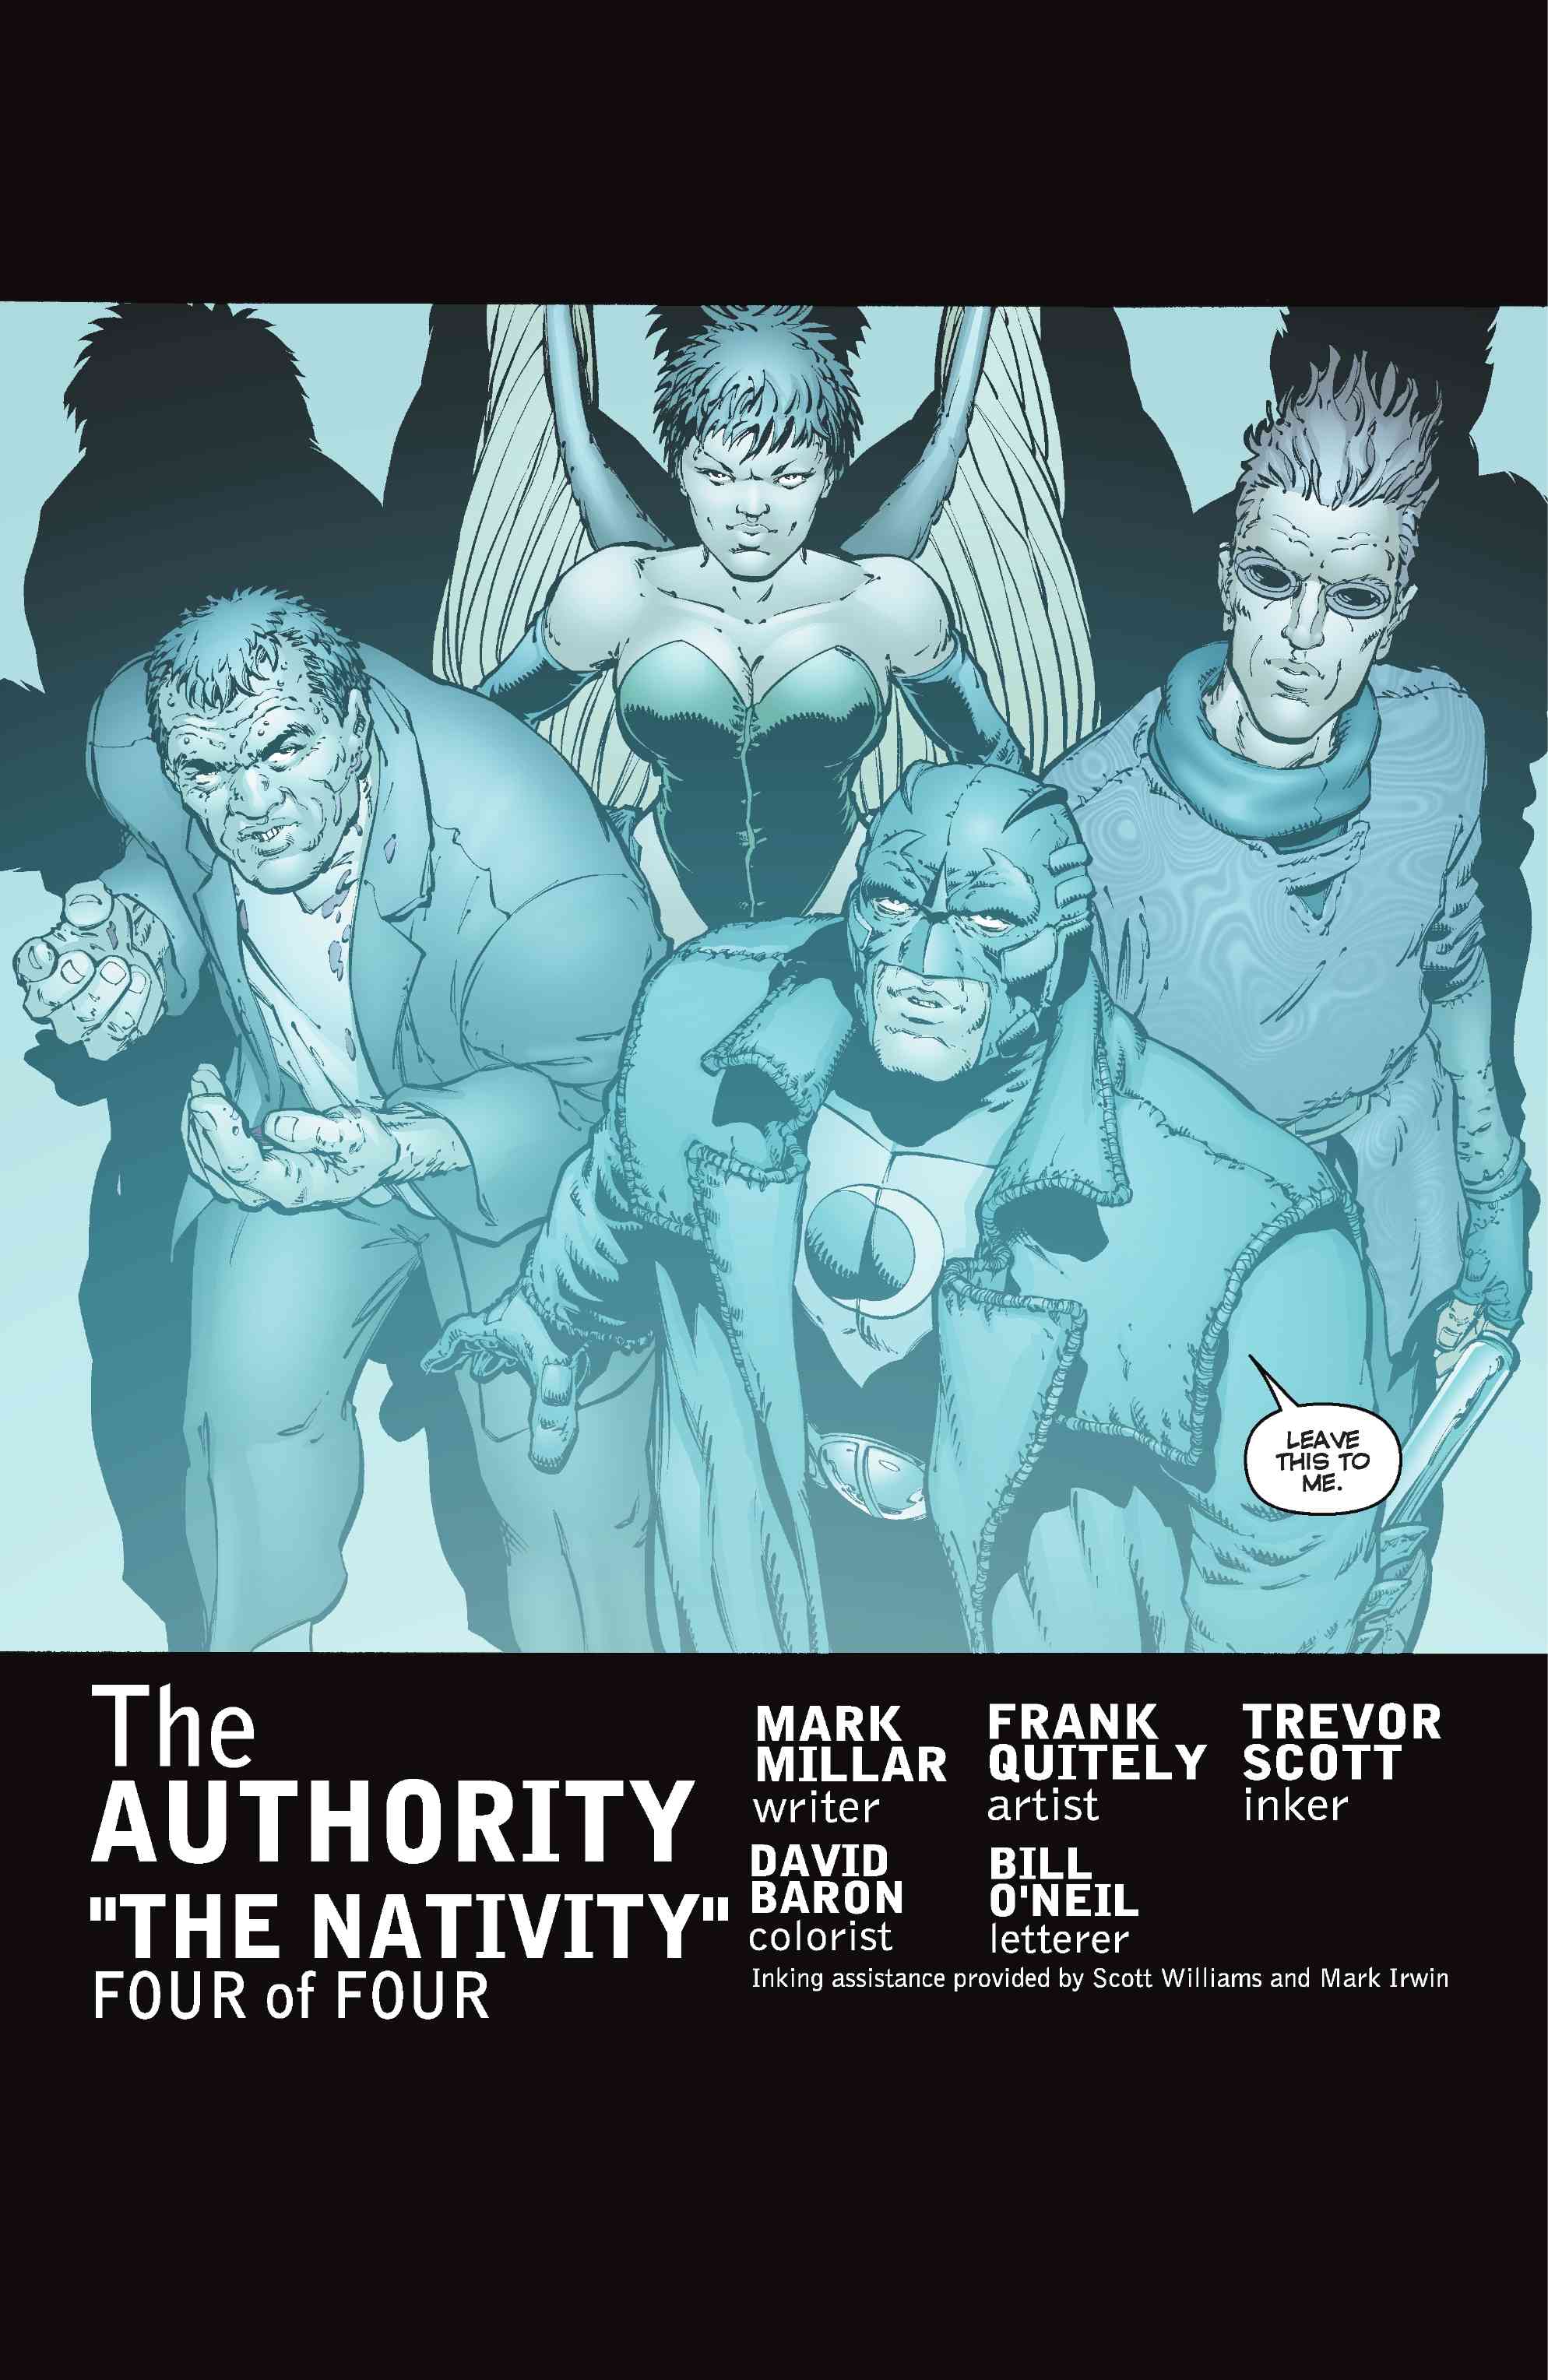 LEAVE
THIS TO
ME.
The
AUTHORITY
"THE NATIVITY"
FOUR of FOUR
MARK
MILLAR
writer
FRANK
QUITELY
artist
TREVOR
SCOTT
inker
DAVID
BARON
colorist
BILL
O'NEIL
letterer
Inking assistance provided by Scott Williams and Mark Irwin